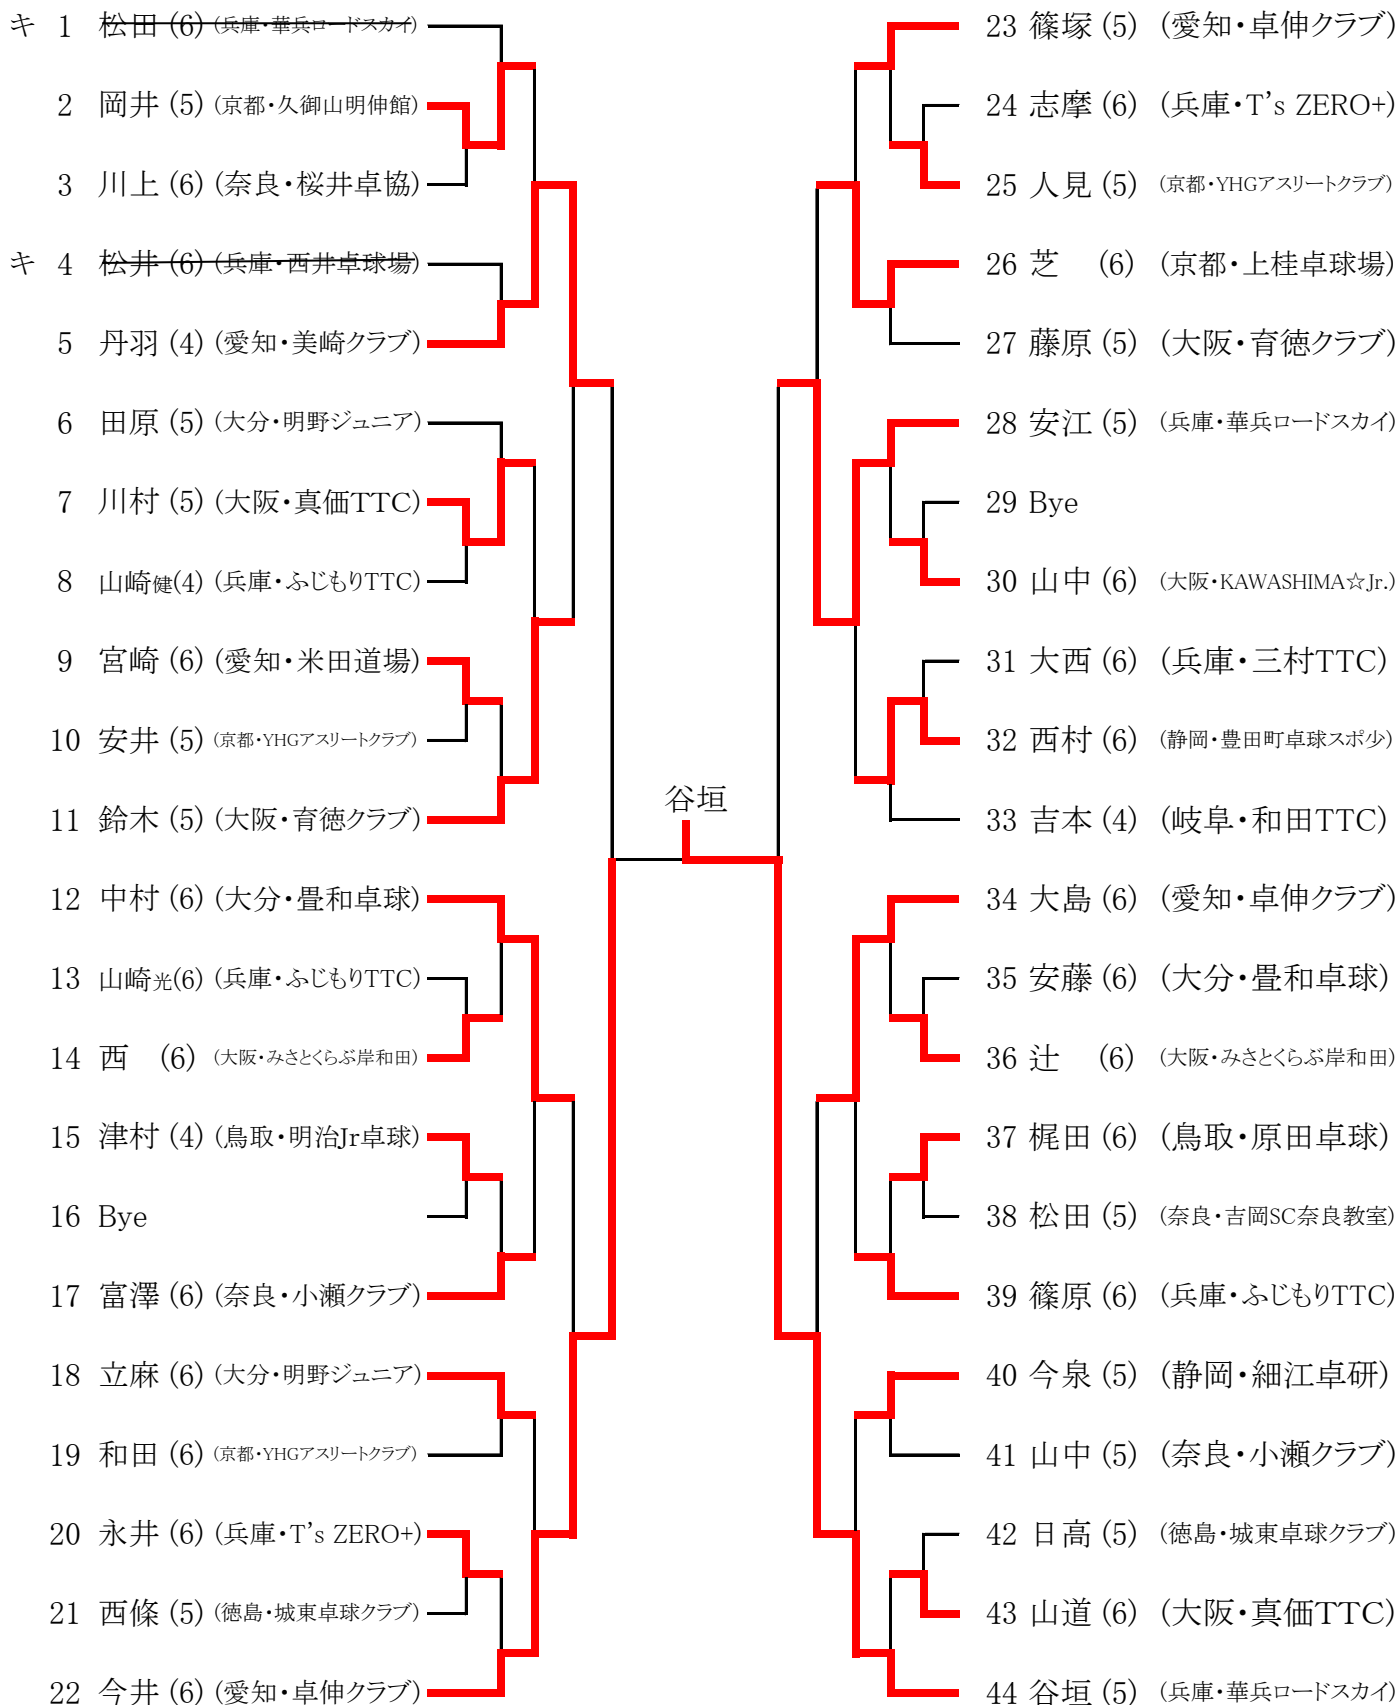 キ 1 松田 (6) (兵庫・華兵ロードスカイ)
2 岡井 (5) (京都・久御山明伸館)
3 川上 (6) (奈良・桜井卓協)
キ 4 松井 (6) (兵庫・西井卓球場)
5 丹羽 (4) (愛知・美崎クラブ)
6 田原 (5) (大分・明野ジュニア)
7 川村 (5) (大阪・真価TTC)
8 山崎健(4) (兵庫・ふじもりTTC)
9 宮崎 (6) (愛知・米田道場)
10 安井 (5) (京都・YHGアスリートクラブ)
11 鈴木 (5) (大阪・育徳クラブ)
12 中村 (6) (大分・畳和卓球)
13 山崎光(6) (兵庫・ふじもりTTC)
14 西 (6) (大阪・みさとくらぶ岸和田)
15 津村 (4) (鳥取・明治Jr卓球)
16 Bye
17 富澤 (6) (奈良・小瀬クラブ)
18 立麻 (6) (大分・明野ジュニア)
19 和田 (6) (京都・YHGアスリートクラブ)
20 永井 (6) (兵庫・T's ZERO+)
21 西條 (5) (徳島・城東卓球クラブ)
22 今井 (6) (愛知・卓伸クラブ)
谷垣
23 篠塚 (5) (愛知・卓伸クラブ)
24 志摩 (6) (兵庫・T's ZERO+)
25 人見 (5) (京都・YHGアスリートクラブ)
26 芝 (6) (京都・上桂卓球場)
27 藤原 (5) (大阪・育徳クラブ)
28 安江 (5) (兵庫・華兵ロードスカイ)
29 Bye
30 山中 (6) (大阪・KAWASHIMA☆Jr.)
31 大西 (6) (兵庫・三村TTC)
32 西村 (6) (静岡・豊田町卓球スポ少)
33 吉本 (4) (岐阜・和田TTC)
34 大島 (6) (愛知・卓伸クラブ)
35 安藤 (6) (大分・畳和卓球)
36 辻 (6) (大阪・みさとくらぶ岸和田)
37 梶田 (6) (鳥取・原田卓球)
38 松田 (5) (奈良・吉岡SC奈良教室)
39 篠原 (6) (兵庫・ふじもりTTC)
40 今泉 (5) (静岡・細江卓研)
41 山中 (5) (奈良・小瀬クラブ)
42 日高 (5) (徳島・城東卓球クラブ)
43 山道 (6) (大阪・真価TTC)
44 谷垣 (5) (兵庫・華兵ロードスカイ)